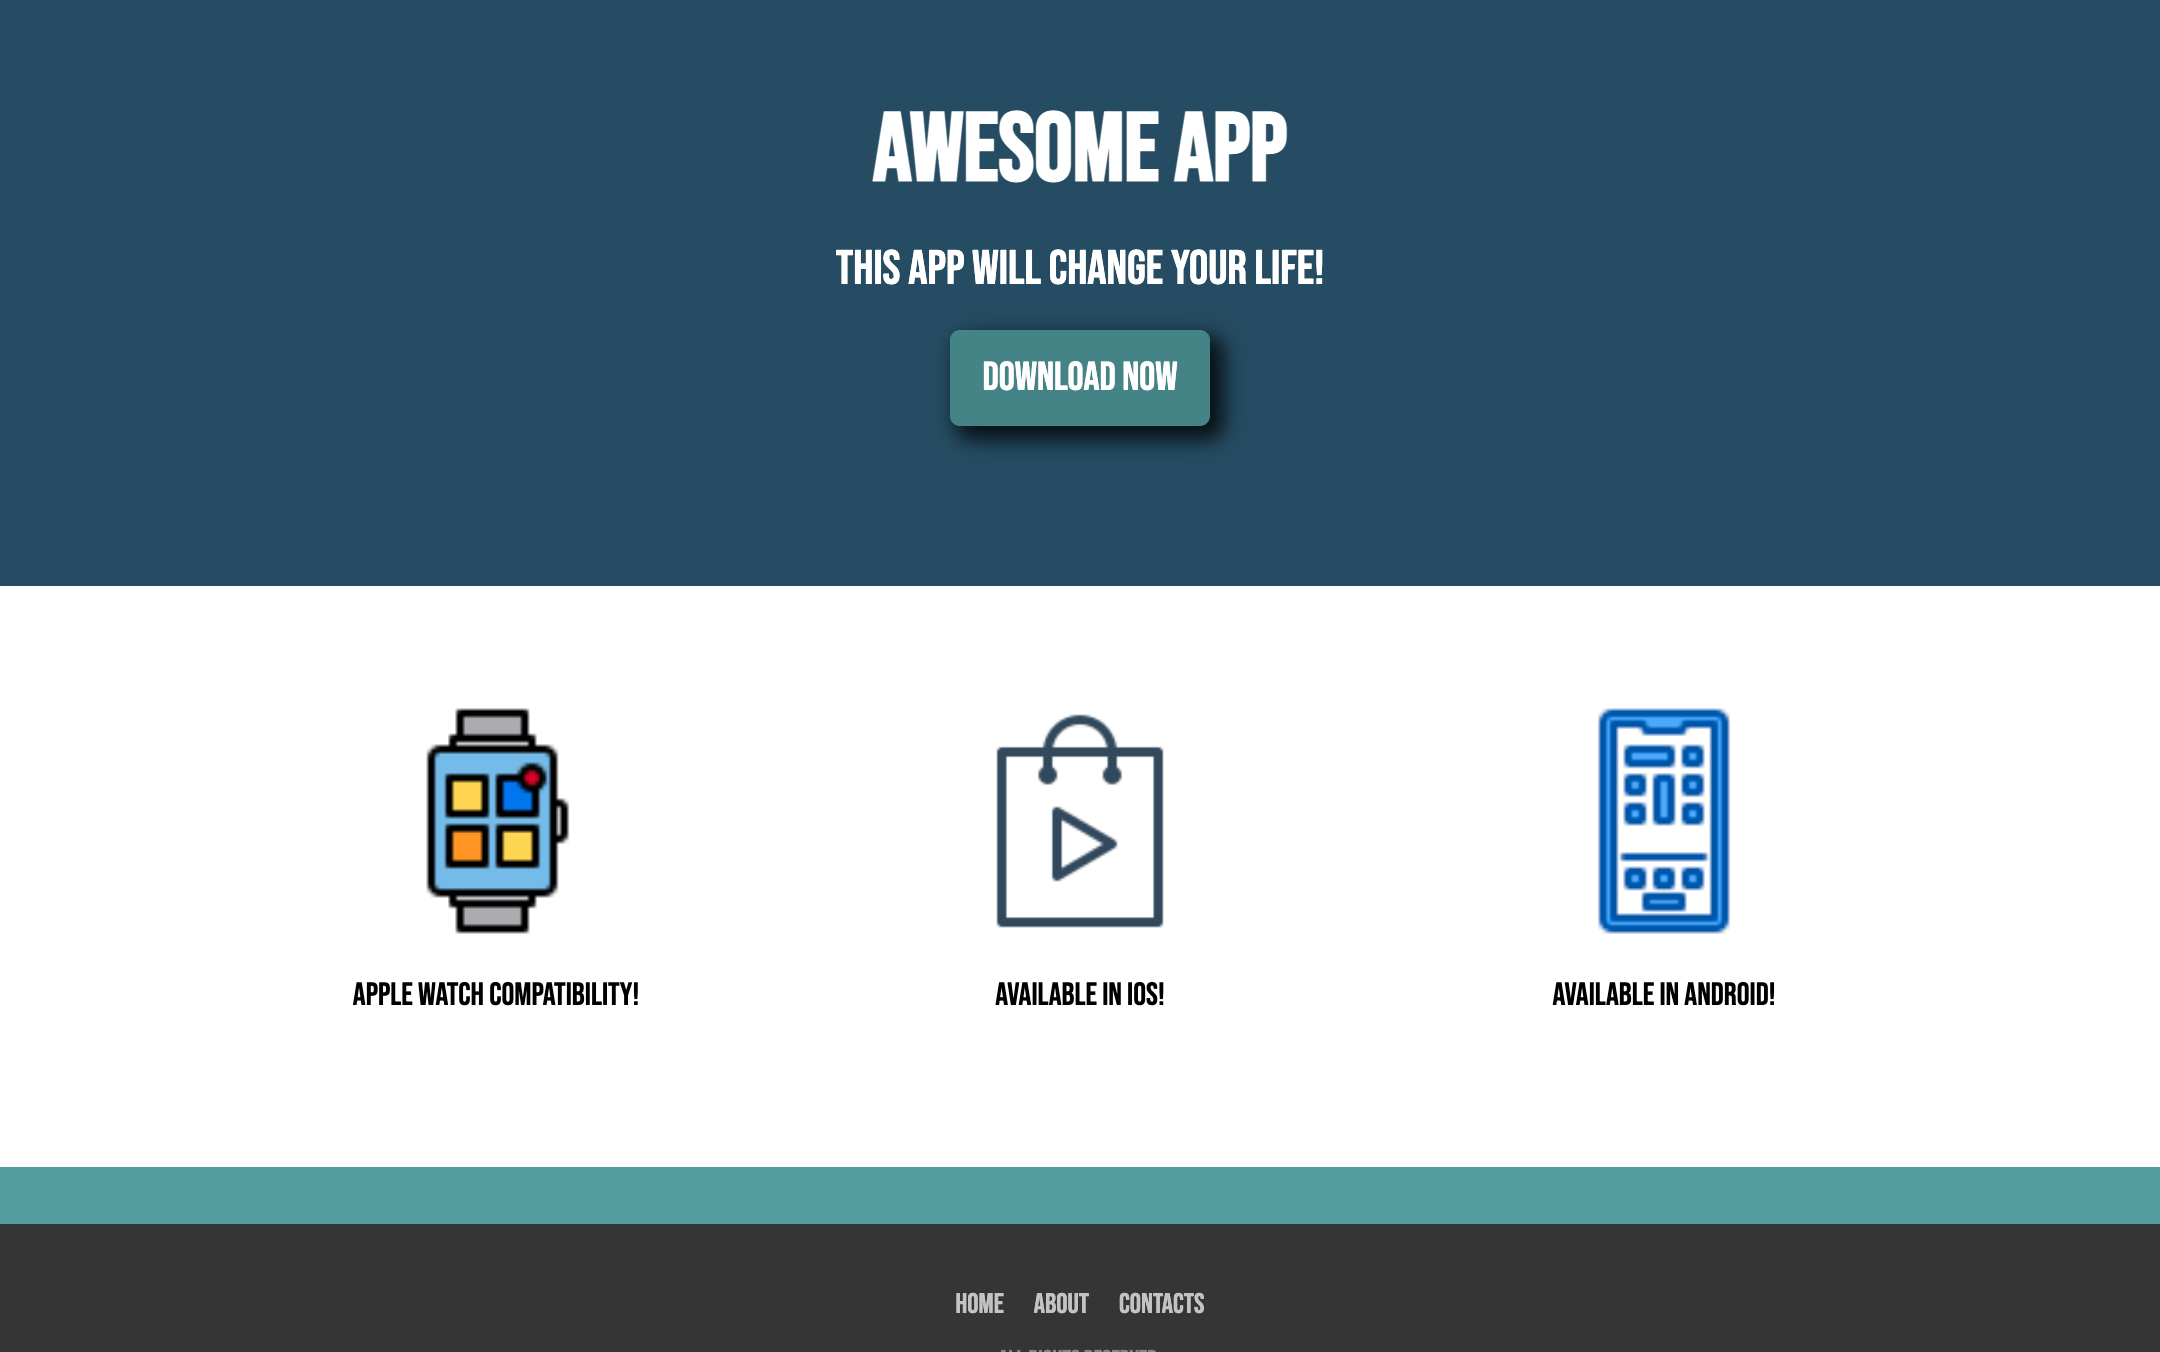 AWESOME APP
THIS APP WILL CHANGE YOUR LIFE!
DOWNLOAD NOW
APPLE WATCH COMPATIBILITY!
AVAILABLE IN IOS!
AVAILABLE IN ANDROID!
HOME ABOUT CONTACTS